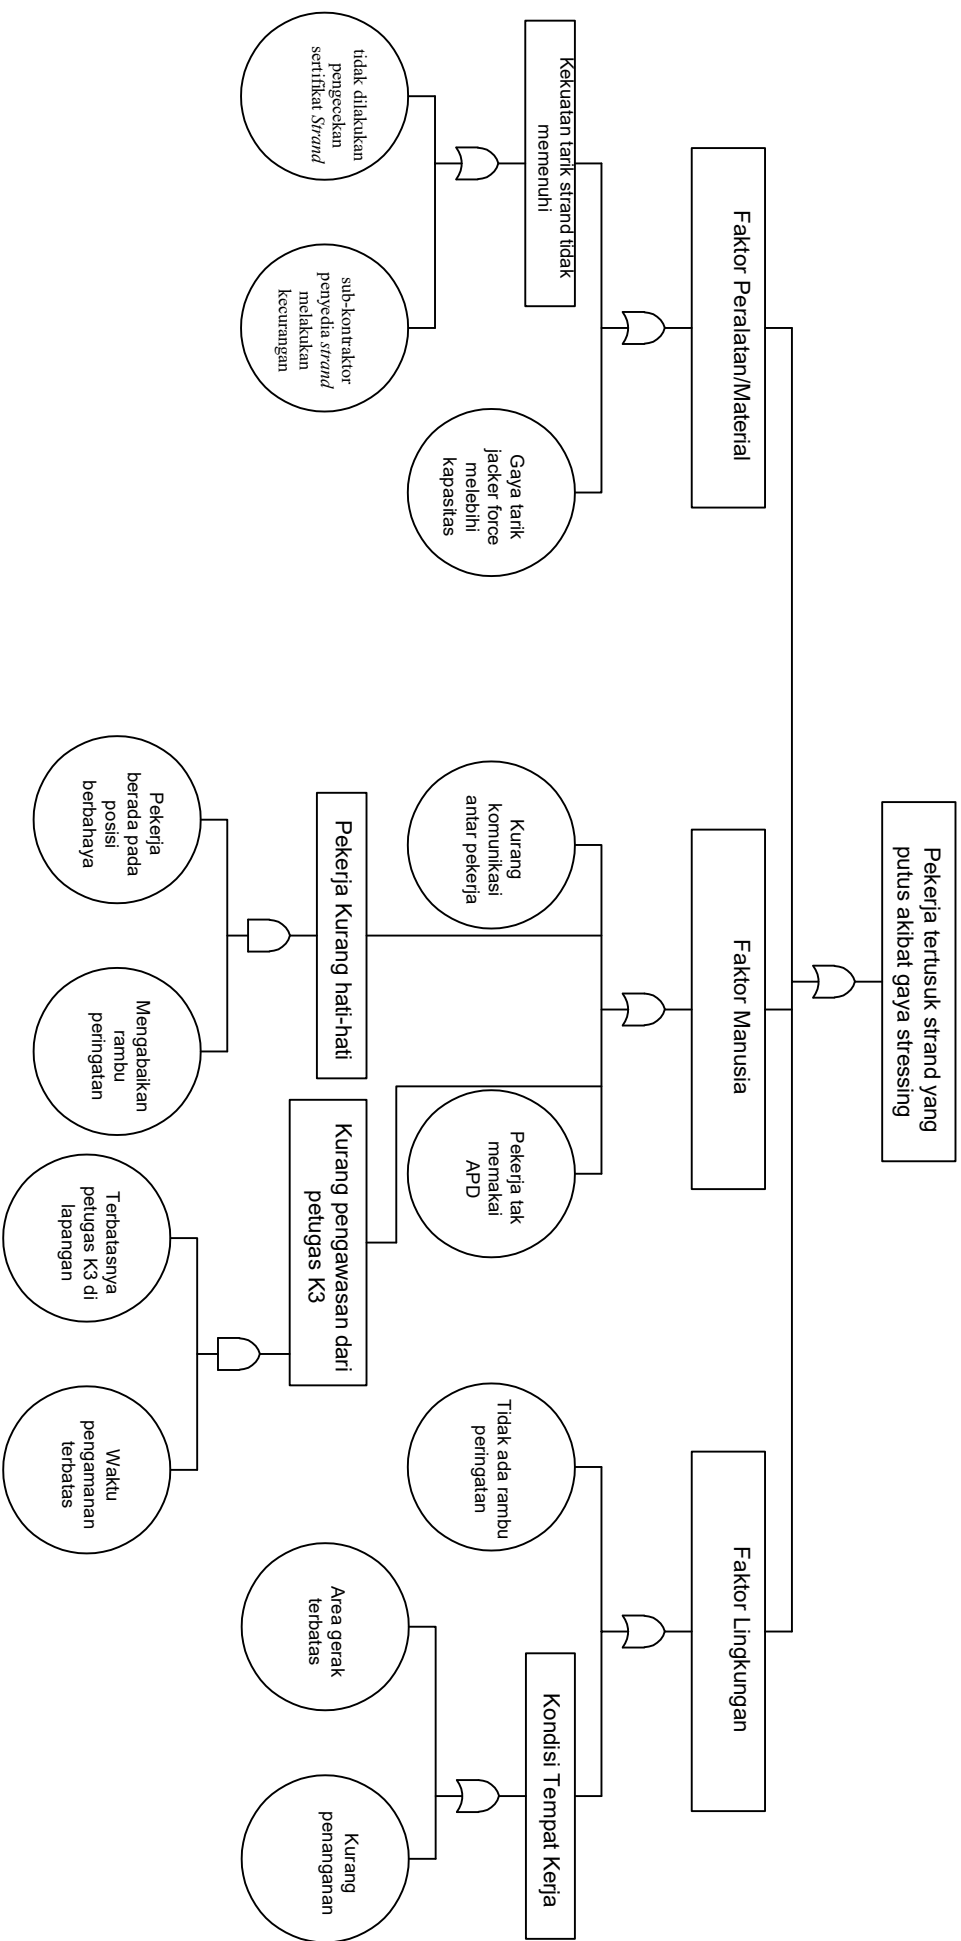 Pekerja tertusuk strand yang
putus akibat gaya stressing
Faktor Peralatan/Material
Faktor Manusia
Faktor Lingkungan
Kekuatan tarik strand tidak
memenuhi
Gaya tarik
jacker force
melebihi
kapasitas
Kurang
komunikasi
antar pekerja
Pekerja tak
memakai
APD
Tidak ada rambu
peringatan
Kondisi Tempat Kerja
tidak dilakukan
pengecekan
sertifikat Strand
sub-kontraktor
penyedia strand
melakukan
kecurangan
Pekerja Kurang hati-hati
Kurang pengawasan dari
petugas K3
Area gerak
terbatas
Kurang
penanganan
Pekerja
berada pada
posisi
berbahaya
Mengabaikan
rambu
peringatan
Terbatasnya
petugas K3 di
lapangan
Waktu
pengamanan
terbatas